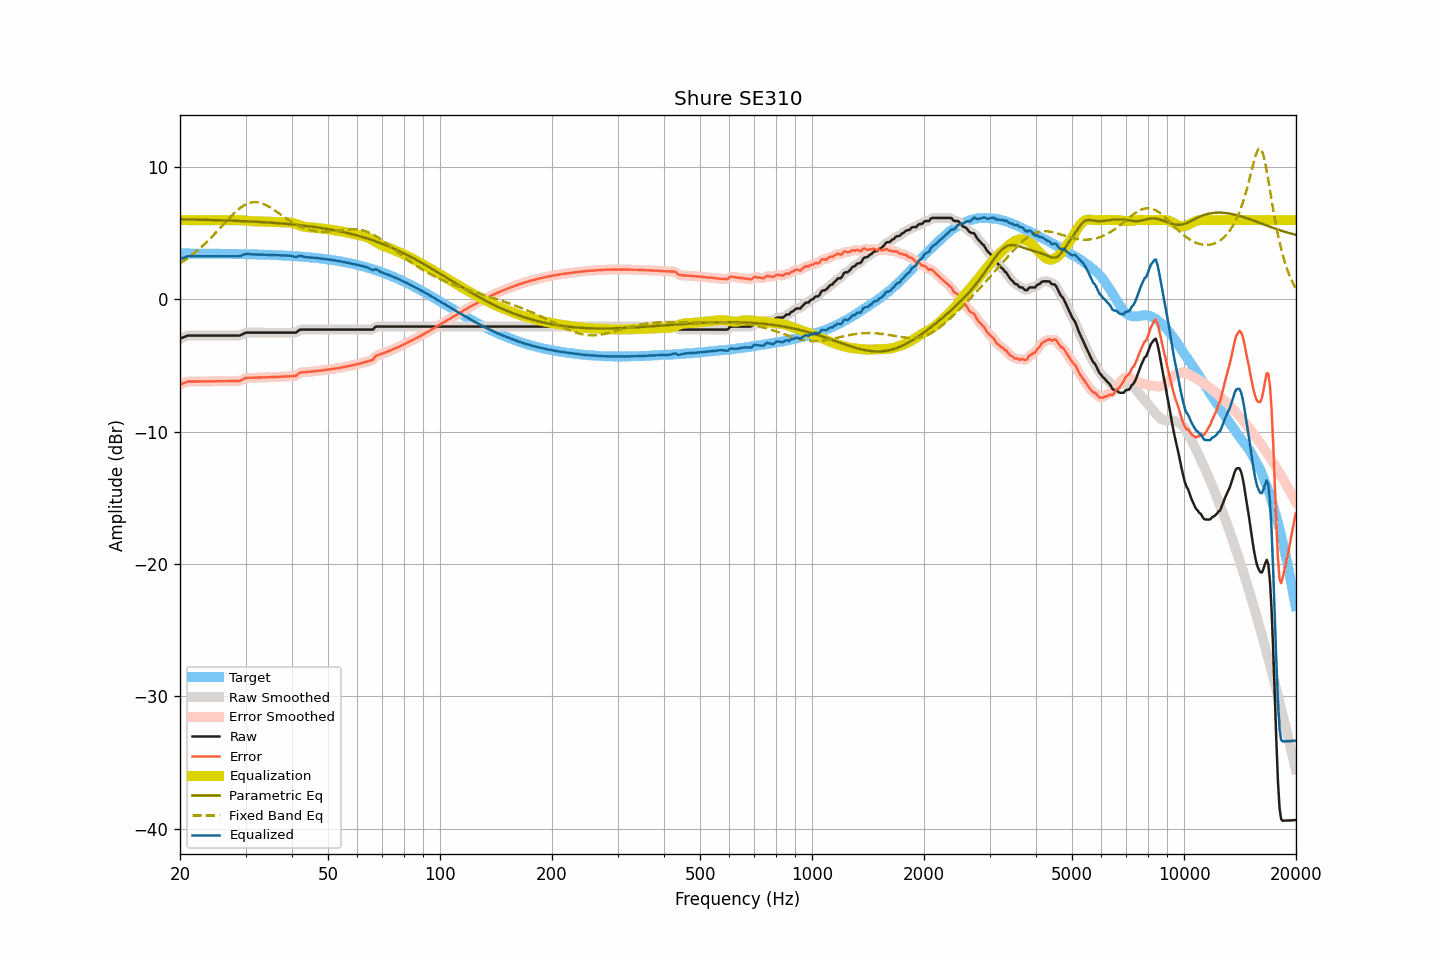 Shure SE310
10
0
−10
−20
−30
−40
Amplitude (dBr)
Target
Raw Smoothed
Error Smoothed
Raw
Error
Equalization
Parametric Eq
Fixed Band Eq
Equalized
20 50 100 200 500 1000 2000 5000 10000 20000
Frequency (Hz)